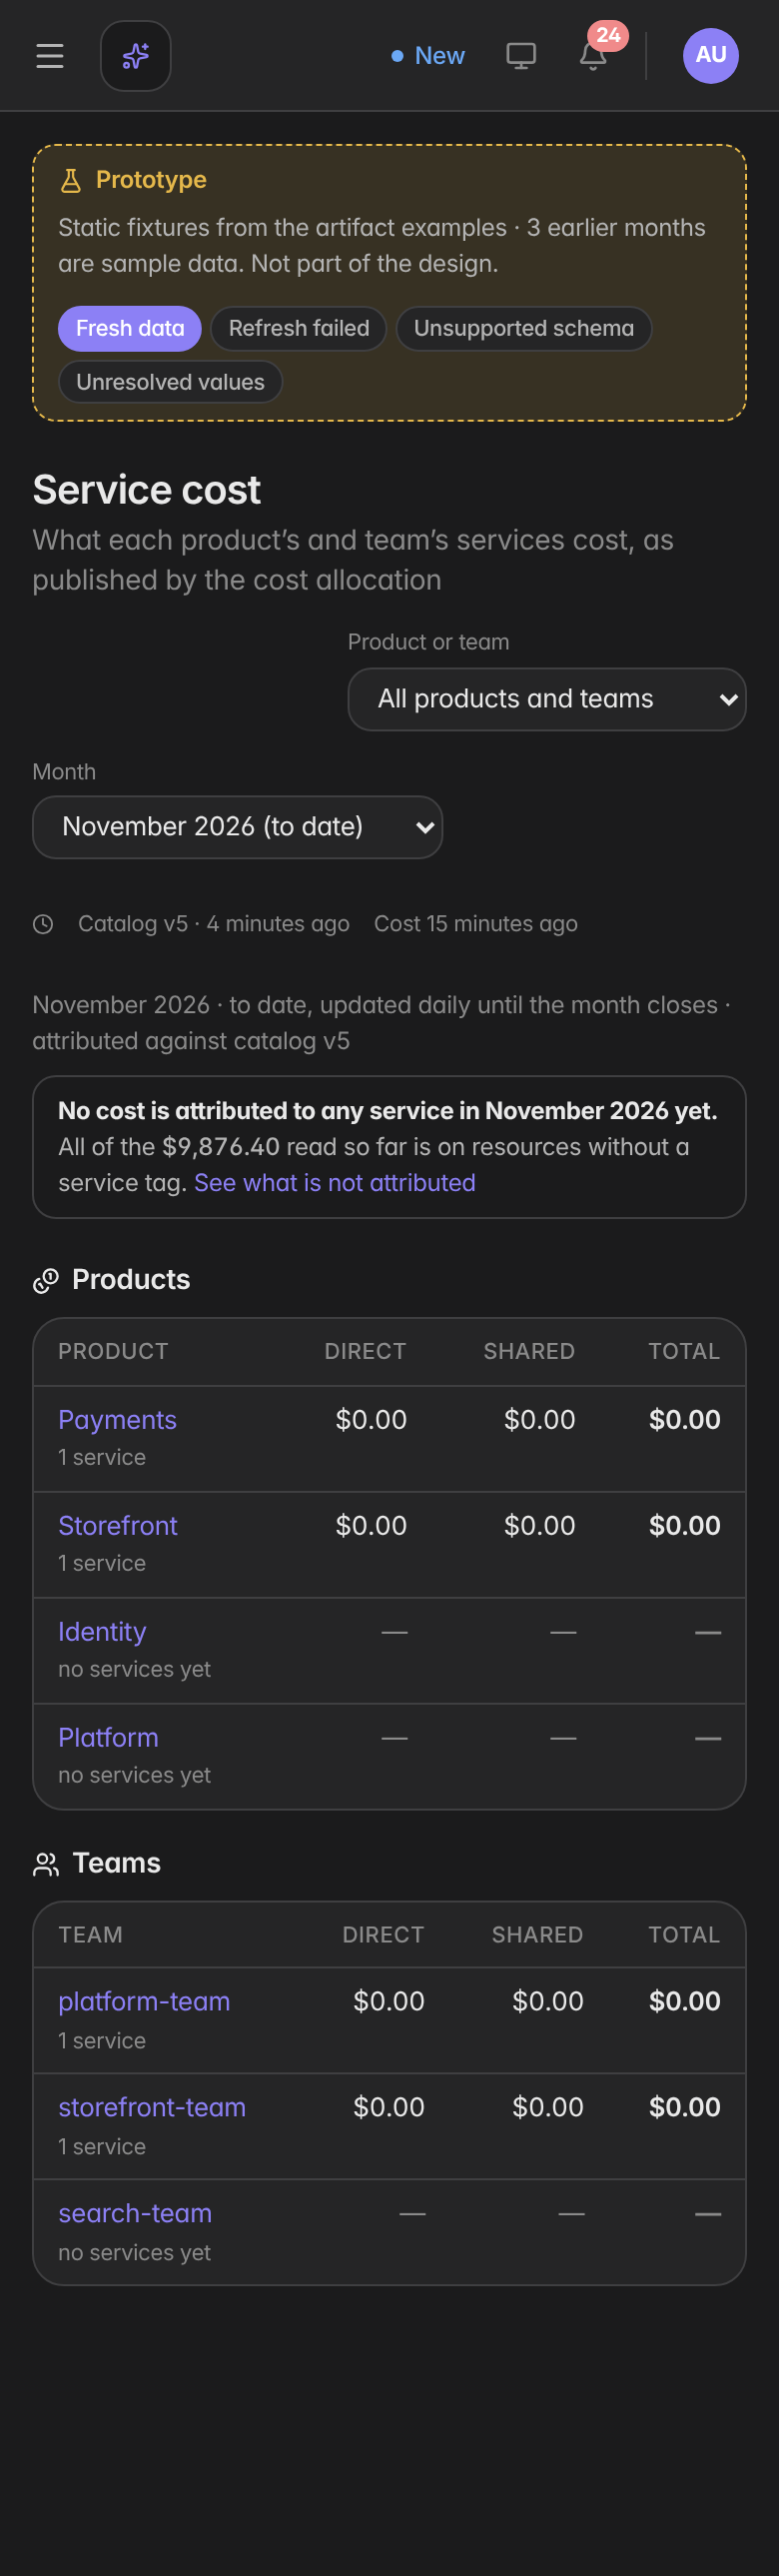 New
24
AU
Prototype
Static fixtures from the artifact examples · 3 earlier months
are sample data. Not part of the design.
Fresh data
Refresh failed
Unsupported schema
Unresolved values
Service cost
What each product’s and team’s services cost, as
published by the cost allocation
Product or team
All products and teams
Month
November 2026 (to date)
Catalog v5 · 4 minutes ago Cost 15 minutes ago
November 2026 · to date, updated daily until the month closes ·
attributed against catalog v5
No cost is attributed to any service in November 2026 yet.
All of the $9,876.40 read so far is on resources without a
service tag. See what is not attributed
Products
PRODUCT DIRECT SHARED TOTAL
Payments $0.00 $0.00 $0.00
1 service
Storefront $0.00 $0.00 $0.00
1 service
Identity — — —
no services yet
Platform — — —
no services yet
Teams
TEAM DIRECT SHARED TOTAL
platform-team $0.00 $0.00 $0.00
1 service
storefront-team $0.00 $0.00 $0.00
1 service
search-team — — —
no services yet